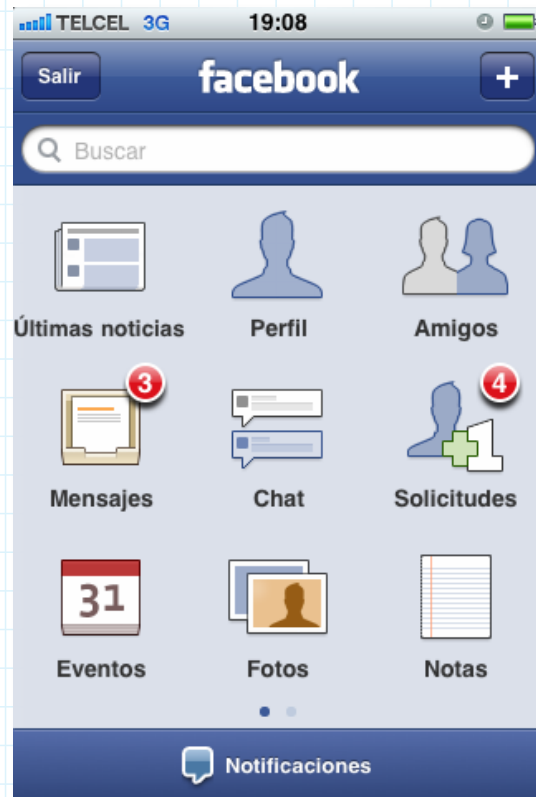 TELCEL 3G 19:08
Salir facebook +
Buscar
Últimas noticias Perfil Amigos
3 4
Mensajes Chat Solicitudes
31
Eventos Fotos Notas
Notificaciones